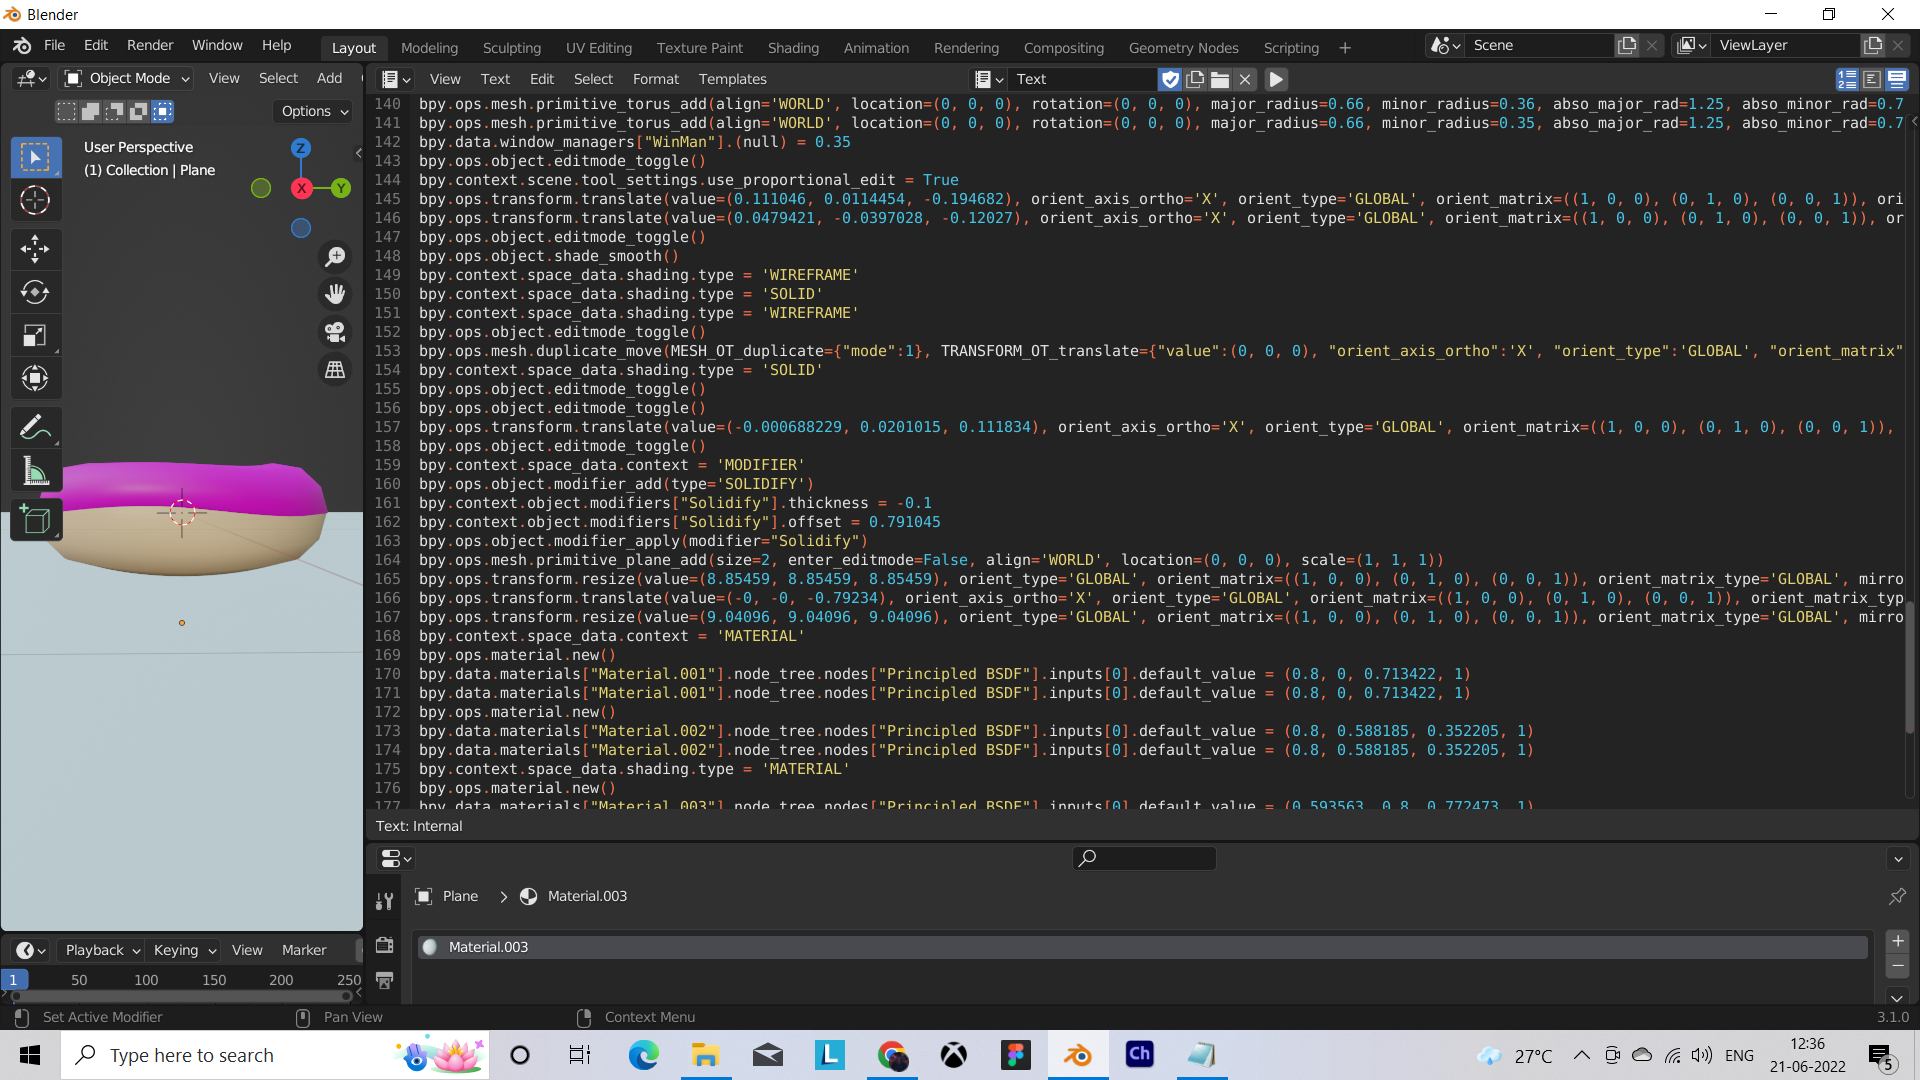 Blender
File Edit Render Window Help Layout Modeling Sculpting UV Editing Texture Paint Shading Animation Rendering Compositing Geometry Nodes Scripting + Scene ViewLayer
Object Mode View Select Add View Text Edit Select Format Templates Text
Options
User Perspective
(1) Collection | Plane
Z
X
Y
140 bpy.ops.mesh.primitive_torus_add(align='WORLD', location=(0, 0, 0), rotation=(0, 0, 0), major_radius=0.66, minor_radius=0.36, abso_major_rad=1.25, abso_minor_rad=0.7
141 bpy.ops.mesh.primitive_torus_add(align='WORLD', location=(0, 0, 0), rotation=(0, 0, 0), major_radius=0.66, minor_radius=0.35, abso_major_rad=1.25, abso_minor_rad=0.7
142 bpy.data.window_managers["WinMan"].(null) = 0.35
143 bpy.ops.object.editmode_toggle()
144 bpy.context.scene.tool_settings.use_proportional_edit = True
145 bpy.ops.transform.translate(value=(0.111046, 0.0114454, -0.194682), orient_axis_ortho='X', orient_type='GLOBAL', orient_matrix=((1, 0, 0), (0, 1, 0), (0, 0, 1)), ori
146 bpy.ops.transform.translate(value=(0.0479421, -0.0397028, -0.12027), orient_axis_ortho='X', orient_type='GLOBAL', orient_matrix=((1, 0, 0), (0, 1, 0), (0, 0, 1)), or
147 bpy.ops.object.editmode_toggle()
148 bpy.ops.object.shade_smooth()
149 bpy.context.space_data.shading.type = 'WIREFRAME'
150 bpy.context.space_data.shading.type = 'SOLID'
151 bpy.context.space_data.shading.type = 'WIREFRAME'
152 bpy.ops.object.editmode_toggle()
153 bpy.ops.mesh.duplicate_move(MESH_OT_duplicate={"mode":1}, TRANSFORM_OT_translate={"value":(0, 0, 0), "orient_axis_ortho":'X', "orient_type":'GLOBAL', "orient_matrix"
154 bpy.context.space_data.shading.type = 'SOLID'
155 bpy.ops.object.editmode_toggle()
156 bpy.ops.object.editmode_toggle()
157 bpy.ops.transform.translate(value=(-0.000688229, 0.0201015, 0.111834), orient_axis_ortho='X', orient_type='GLOBAL', orient_matrix=((1, 0, 0), (0, 1, 0), (0, 0, 1)),
158 bpy.ops.object.editmode_toggle()
159 bpy.context.space_data.context = 'MODIFIER'
160 bpy.ops.object.modifier_add(type='SOLIDIFY')
161 bpy.context.object.modifiers["Solidify"].thickness = -0.1
162 bpy.context.object.modifiers["Solidify"].offset = 0.791045
163 bpy.ops.object.modifier_apply(modifier="Solidify")
164 bpy.ops.mesh.primitive_plane_add(size=2, enter_editmode=False, align='WORLD', location=(0, 0, 0), scale=(1, 1, 1))
165 bpy.ops.transform.resize(value=(8.85459, 8.85459, 8.85459), orient_type='GLOBAL', orient_matrix=((1, 0, 0), (0, 1, 0), (0, 0, 1)), orient_matrix_type='GLOBAL', mirro
166 bpy.ops.transform.translate(value=(-0, -0, -0.79234), orient_axis_ortho='X', orient_type='GLOBAL', orient_matrix=((1, 0, 0), (0, 1, 0), (0, 0, 1)), orient_matrix_typ
167 bpy.ops.transform.resize(value=(9.04096, 9.04096, 9.04096), orient_type='GLOBAL', orient_matrix=((1, 0, 0), (0, 1, 0), (0, 0, 1)), orient_matrix_type='GLOBAL', mirro
168 bpy.context.space_data.context = 'MATERIAL'
169 bpy.ops.material.new()
170 bpy.data.materials["Material.001"].node_tree.nodes["Principled BSDF"].inputs[0].default_value = (0.8, 0, 0.713422, 1)
171 bpy.data.materials["Material.001"].node_tree.nodes["Principled BSDF"].inputs[0].default_value = (0.8, 0, 0.713422, 1)
172 bpy.ops.material.new()
173 bpy.data.materials["Material.002"].node_tree.nodes["Principled BSDF"].inputs[0].default_value = (0.8, 0.588185, 0.352205, 1)
174 bpy.data.materials["Material.002"].node_tree.nodes["Principled BSDF"].inputs[0].default_value = (0.8, 0.588185, 0.352205, 1)
175 bpy.context.space_data.shading.type = 'MATERIAL'
176 bpy.ops.material.new()
177 bpy.data.materials["Material.003"].node_tree.nodes["Principled BSDF"].inputs[0].default_value = (0.593563, 0.8, 0.772473, 1)
Text: Internal
Plane > Material.003
Material.003
Playback Keying View Marker
1 50 100 150 200 250
Set Active Modifier Pan View Context Menu 3.1.0
Type here to search L Ch 27°C ENG 12:36
21-06-2022 5